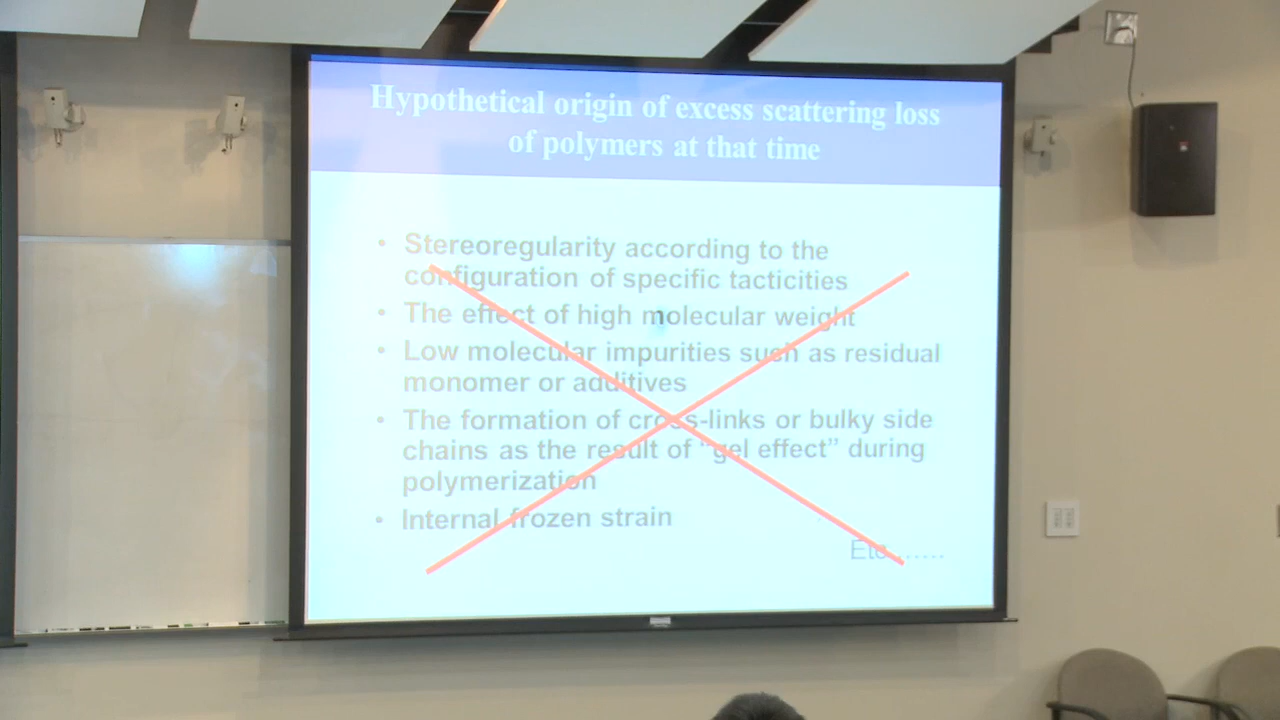 Hypothetical origin of excess scattering loss
of polymers at that time
• Stereoregularity according to the
configuration of specific tacticities
• The effect of high molecular weight
• Low molecular impurities such as residual
monomer or additives
• The formation of cross-links or bulky side
chains as the result of “gel effect” during
polymerization
• Internal frozen strain
Etc......